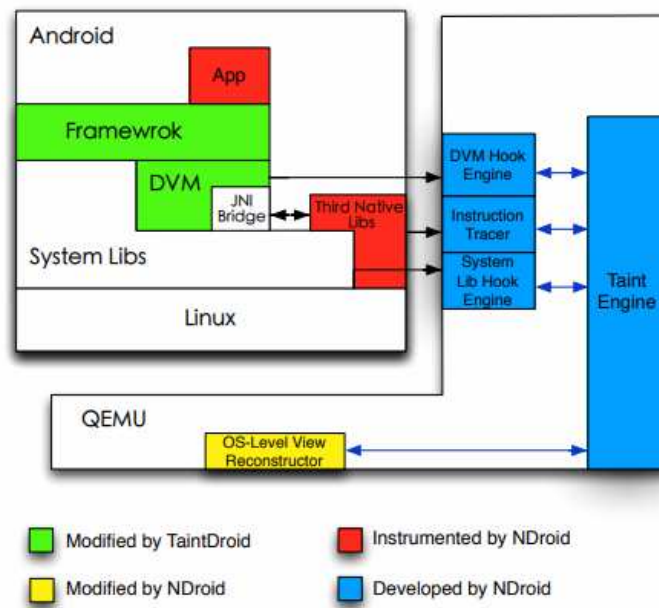 Android
App
Framewrok
DVM
JNI
Bridge
Third Native
Libs
System Libs
Linux
DVM Hook
Engine
Instruction
Tracer
System
Lib Hook
Engine
Taint
Engine
QEMU
OS-Level View
Reconstructor
Modified by TaintDroid
Instrumented by NDroid
Modified by NDroid
Developed by NDroid